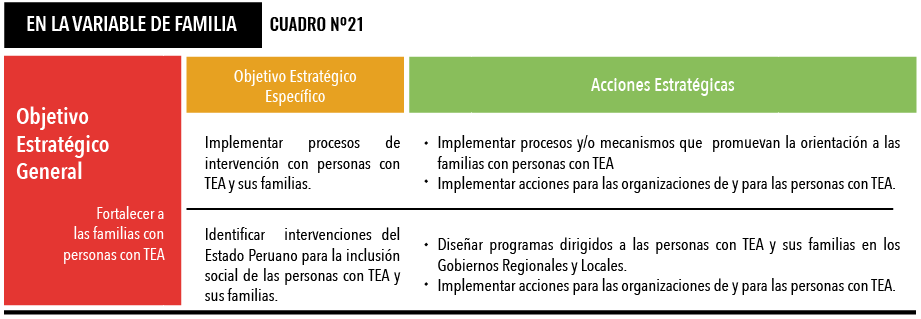 EN LA VARIABLE DE FAMILIA CUADRO Nº21
Objetivo
Estratégico
General
Fortalecer a
las familias con
personas con TEA
Objetivo Estratégico
Específico
Acciones Estratégicas
Implementar procesos de
intervención con personas con
TEA y sus familias.
• Implementar procesos y/o mecanismos que promuevan la orientación a las
familias con personas con TEA
• Implementar acciones para las organizaciones de y para las personas con TEA.
Identificar intervenciones del
Estado Peruano para la inclusión
social de las personas con TEA y
sus familias.
• Diseñar programas dirigidos a las personas con TEA y sus familias en los
Gobiernos Regionales y Locales.
• Implementar acciones para las organizaciones de y para las personas con TEA.